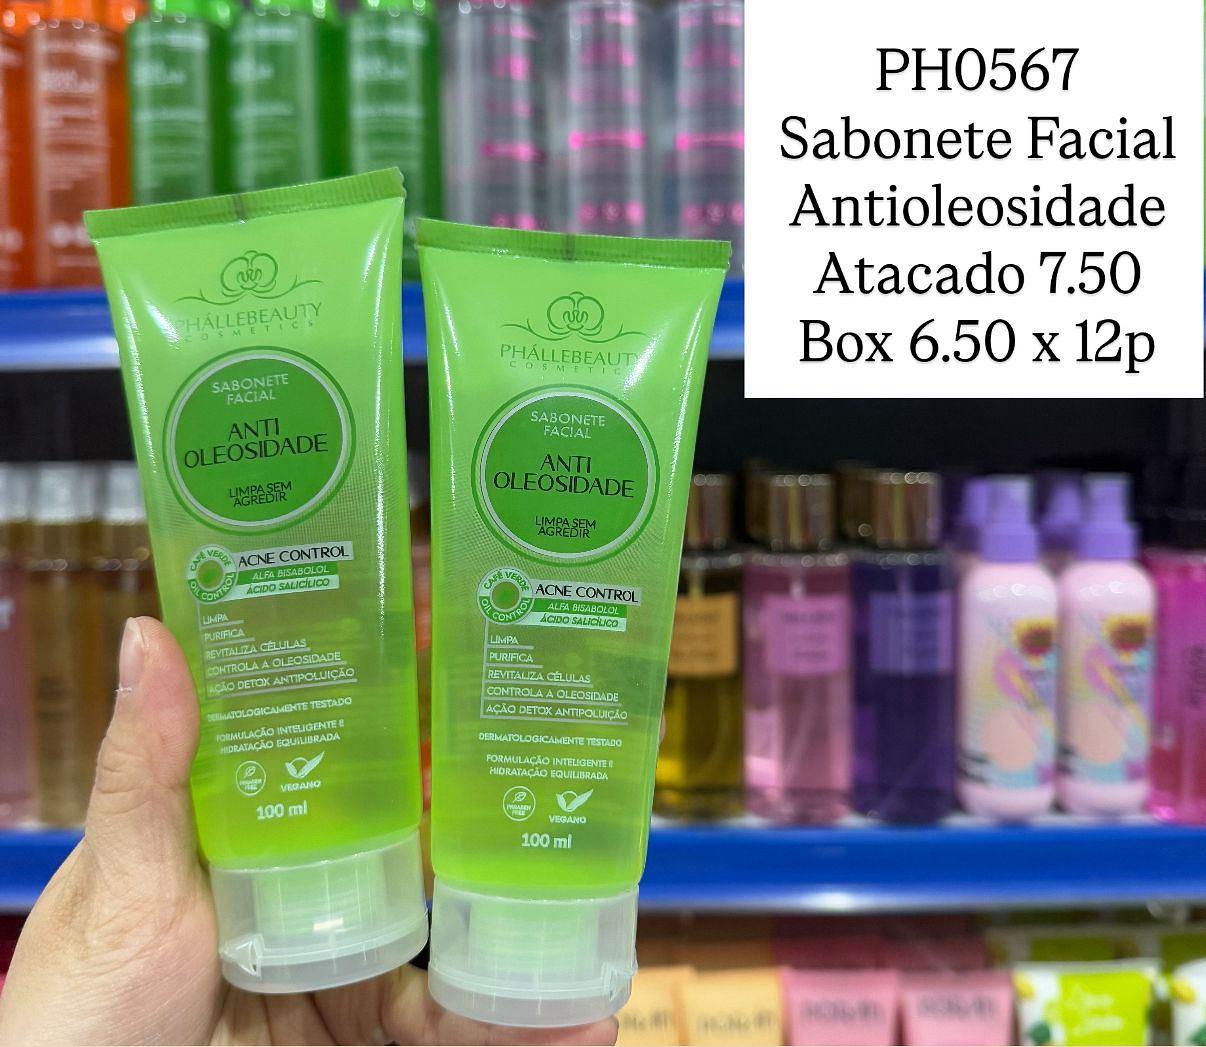 PH0567
Sabonete Facial
Antioleosidade
Atacado 7.50
Box 6.50 x 12p
PHÁLLEBEAUTY
COSMETICS
SABONETE
FACIAL
ANTI
OLEOSIDADE
LIMPA SEM
AGREDIR
CAFÉ VERDE
OIL CONTROL
ACNE CONTROL
ALFA BISABOLOL
ÁCIDO SALICÍLICO
LIMPA
PURIFICA
REVITALIZA CÉLULAS
CONTROLA A OLEOSIDADE
AÇÃO DETOX ANTIPOLUIÇÃO
DERMATOLOGICAMENTE TESTADO
FORMULAÇÃO INTELIGENTE E
HIDRATAÇÃO EQUILIBRADA
PARABEN
FREE
VEGANO
100 ml
PHÁLLEBEAUTY
COSMETICS
SABONETE
FACIAL
ANTI
OLEOSIDADE
LIMPA SEM
AGREDIR
CAFÉ VERDE
OIL CONTROL
ACNE CONTROL
ALFA BISABOLOL
ÁCIDO SALICÍLICO
LIMPA
PURIFICA
REVITALIZA CÉLULAS
CONTROLA A OLEOSIDADE
AÇÃO DETOX ANTIPOLUIÇÃO
DERMATOLOGICAMENTE TESTADO
FORMULAÇÃO INTELIGENTE E
HIDRATAÇÃO EQUILIBRADA
PARABEN
FREE
VEGANO
100 ml